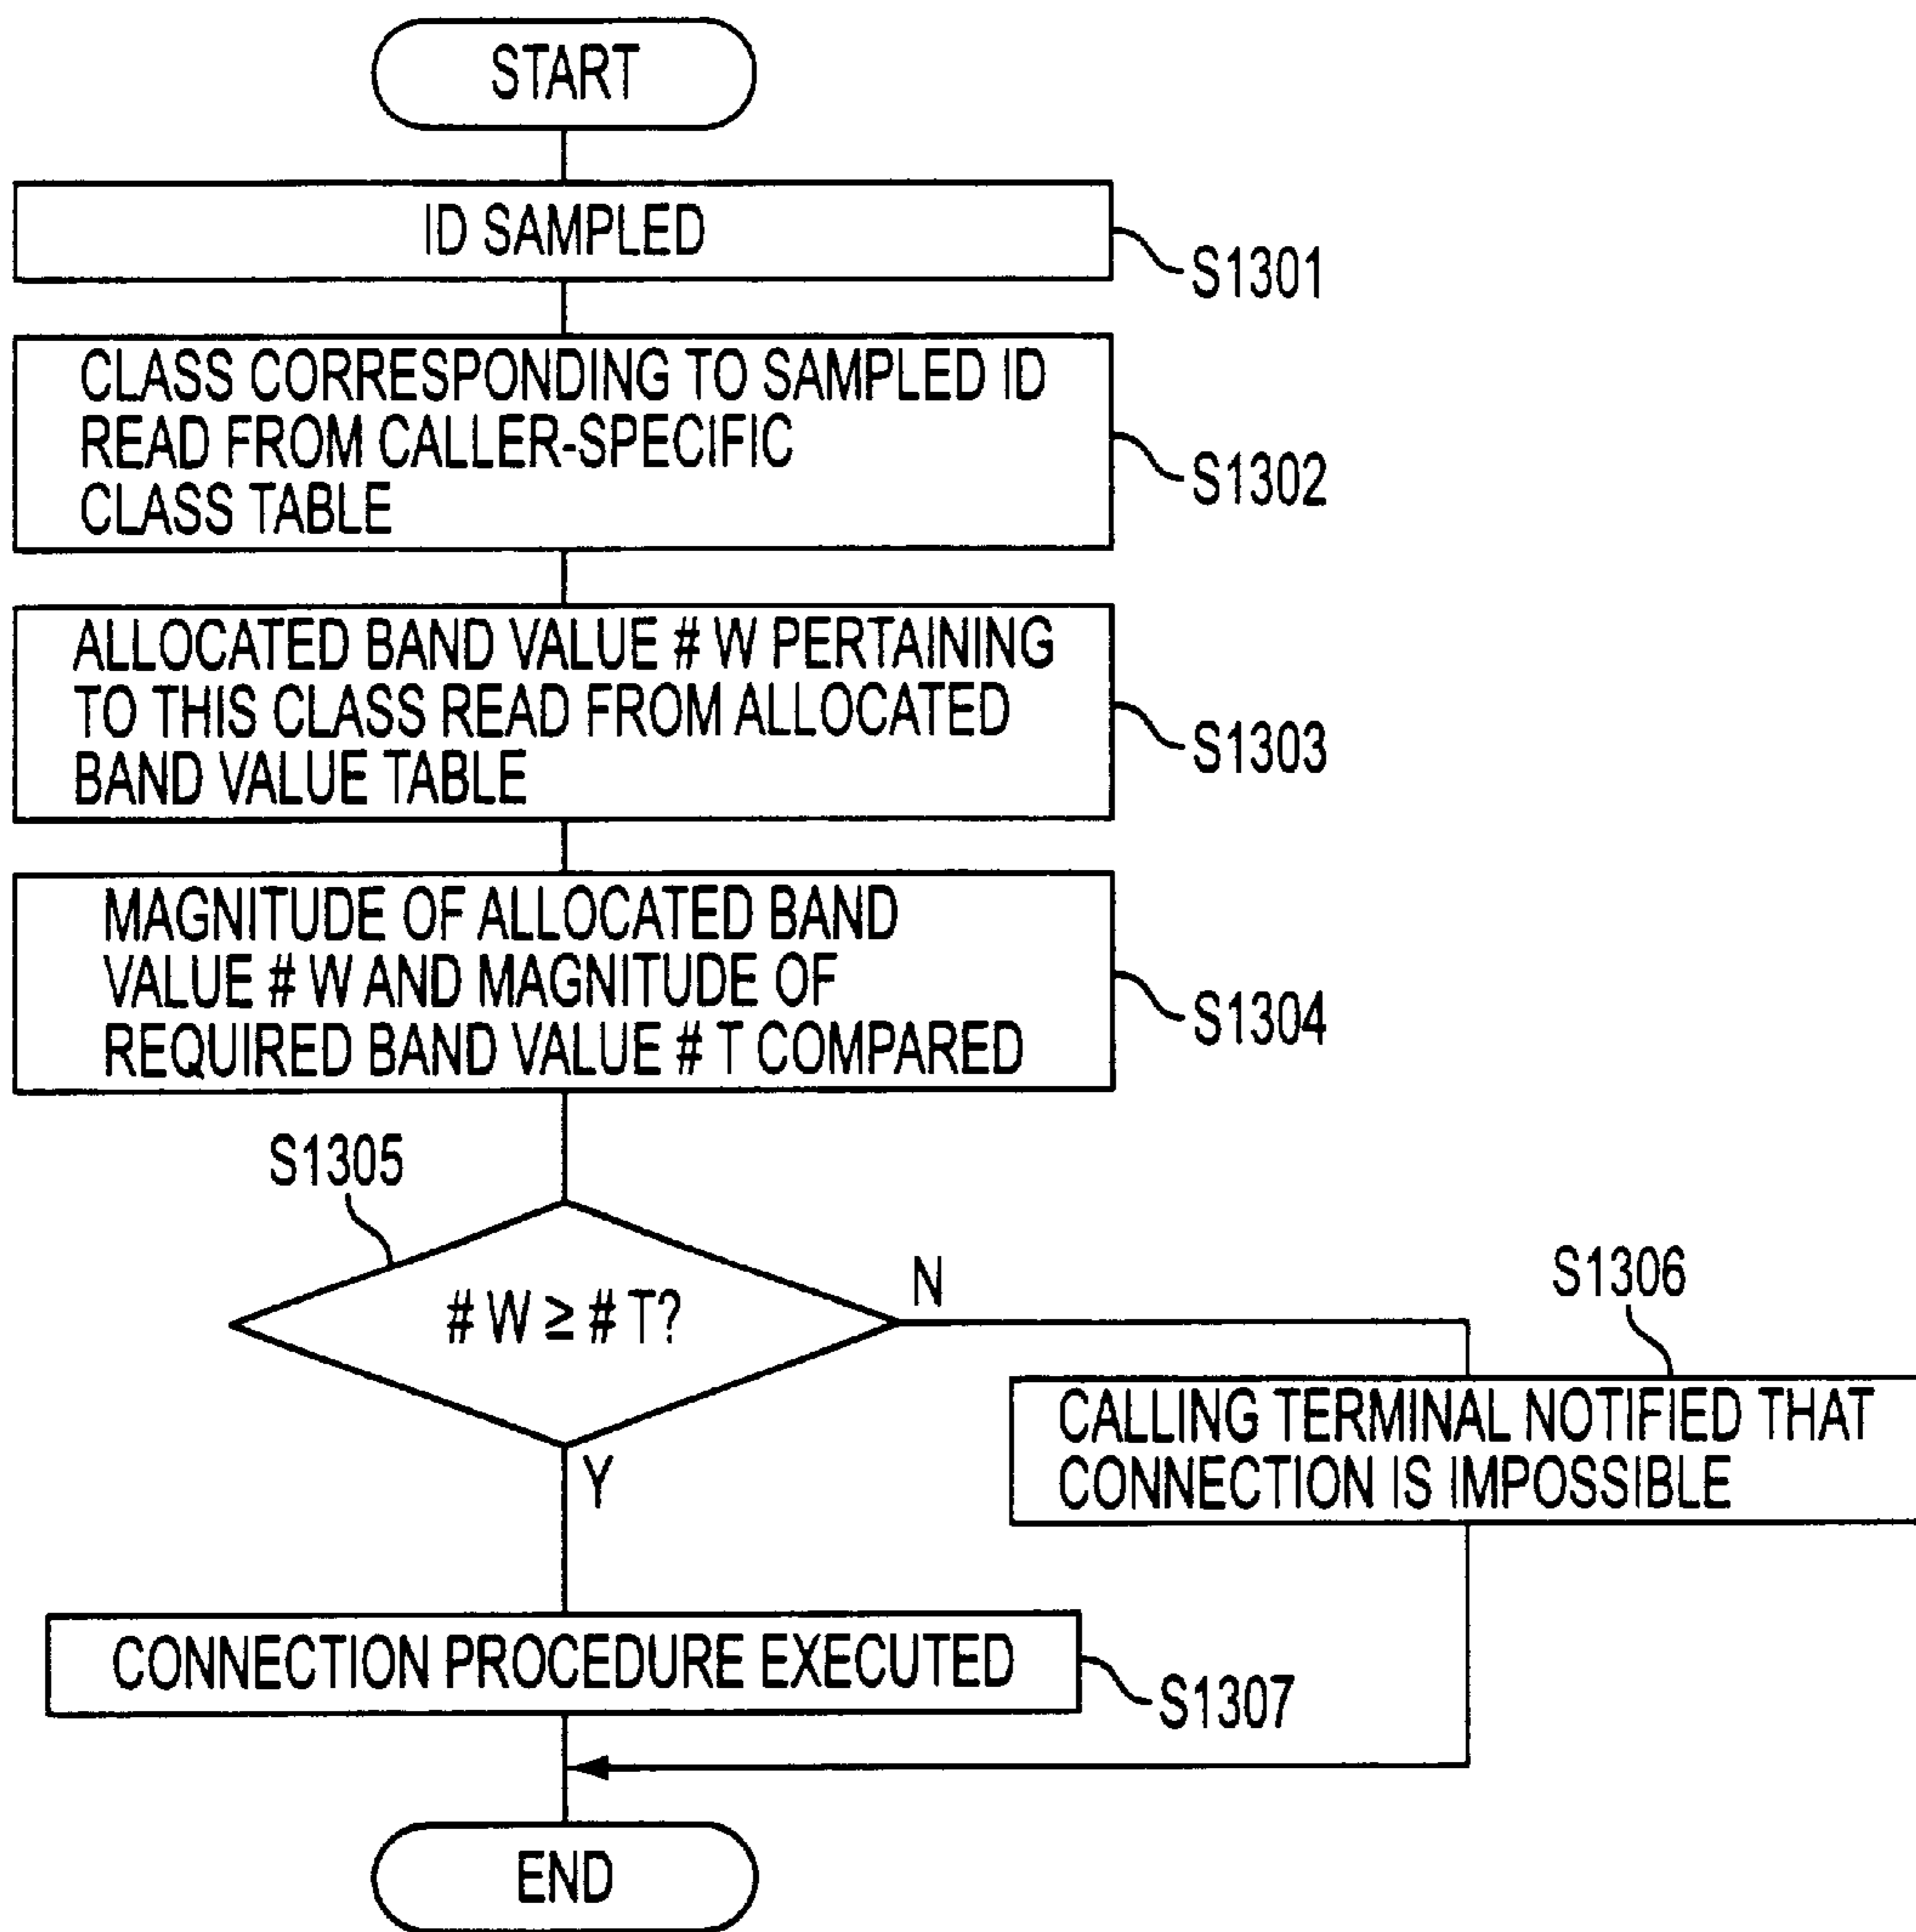 START
ID SAMPLED
S1301
CLASS CORRESPONDING TO SAMPLED ID
READ FROM CALLER-SPECIFIC
CLASS TABLE
S1302
ALLOCATED BAND VALUE # W PERTAINING
TO THIS CLASS READ FROM ALLOCATED
BAND VALUE TABLE
S1303
MAGNITUDE OF ALLOCATED BAND
VALUE # W AND MAGNITUDE OF
REQUIRED BAND VALUE # T COMPARED
S1304
S1305
# W ≥ # T?
N
Y
S1306
CALLING TERMINAL NOTIFIED THAT
CONNECTION IS IMPOSSIBLE
CONNECTION PROCEDURE EXECUTED
S1307
END